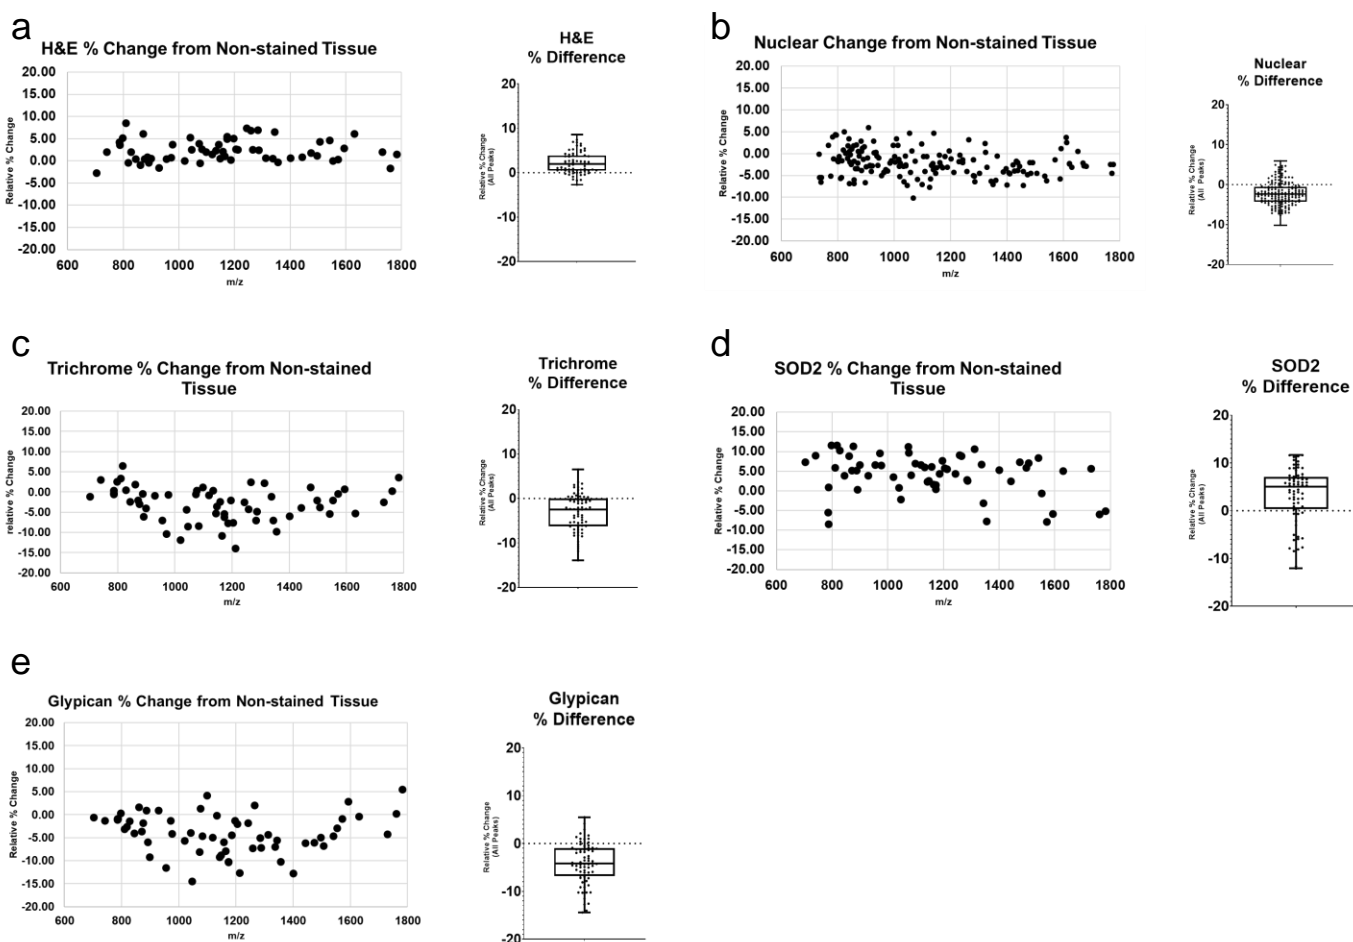 a
H&E % Change from Non-stained Tissue
20.00
15.00
10.00
5.00
0.00
-5.00
-10.00
-15.00
-20.00
Relative % Change
600 800 1000 1200 1400 1600 1800
m/z
H&E
% Difference
20
10
0
-10
-20
Relative % Change
(All Peaks)
b
Nuclear Change from Non-stained Tissue
20.00
15.00
10.00
5.00
0.00
-5.00
-10.00
-15.00
-20.00
Relative % Change
600 800 1000 1200 1400 1600 1800
m/z
Nuclear
% Difference
20
10
0
-10
-20
Relative % Change
(All Peaks)
c
Trichrome % Change from Non-stained
Tissue
20.00
15.00
10.00
5.00
0.00
-5.00
-10.00
-15.00
-20.00
relative % Change
600 800 1000 1200 1400 1600 1800
m/z
Trichrome
% Difference
20
10
0
-10
-20
Relative % Change
(All Peaks)
d
SOD2 % Change from Non-stained
Tissue
20.00
15.00
10.00
5.00
0.00
-5.00
-10.00
-15.00
-20.00
Relative % Change
600 800 1000 1200 1400 1600 1800
m/z
SOD2
% Difference
20
10
0
-10
-20
Relative % Change
(All Peaks)
e
Glypican % Change from Non-stained Tissue
20.00
15.00
10.00
5.00
0.00
-5.00
-10.00
-15.00
-20.00
Relative % Change
600 800 1000 1200 1400 1600 1800
m/z
Glypican
% Difference
20
10
0
-10
-20
Relative % Change
(All Peaks)